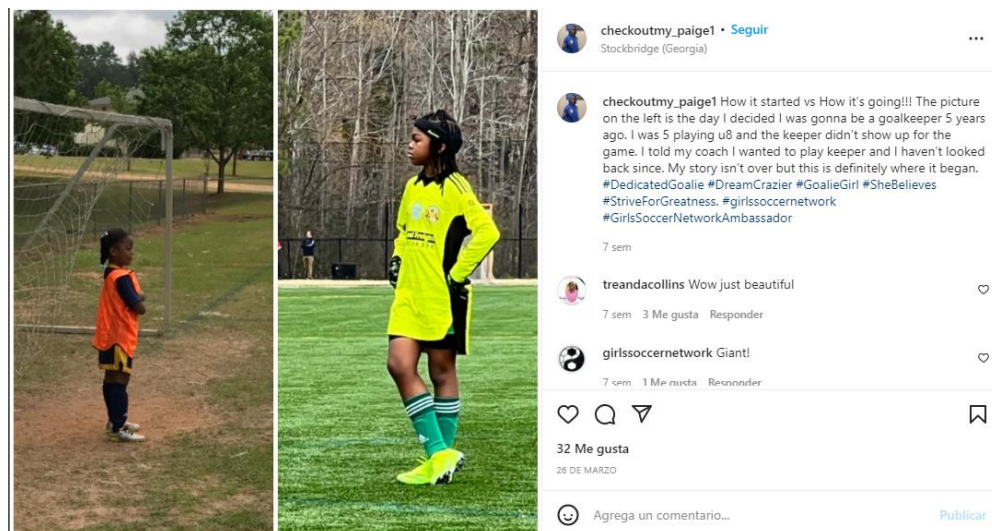 checkoutmy_paige1 • Seguir
Stockbridge (Georgia)
checkoutmy_paige1 How it started vs How it's going!!! The picture
on the left is the day I decided I was gonna be a goalkeeper 5 years
ago. I was 5 playing u8 and the keeper didn't show up for the
game. I told my coach I wanted to play keeper and I haven't looked
back since. My story isn't over but this is definitely where it began.
#DedicatedGoalie #DreamCrazier #GoalieGirl #SheBelieves
#StriveForGreatness. #girlssoccernetwork
#GirlsSoccerNetworkAmbassador
7 sem
treandacollins Wow just beautiful
7 sem 3 Me gusta Responder
girlssoccernetwork Giant!
7 sem 1 Me gusta Responder
32 Me gusta
26 DE MARZO
Agrega un comentario... Publicar